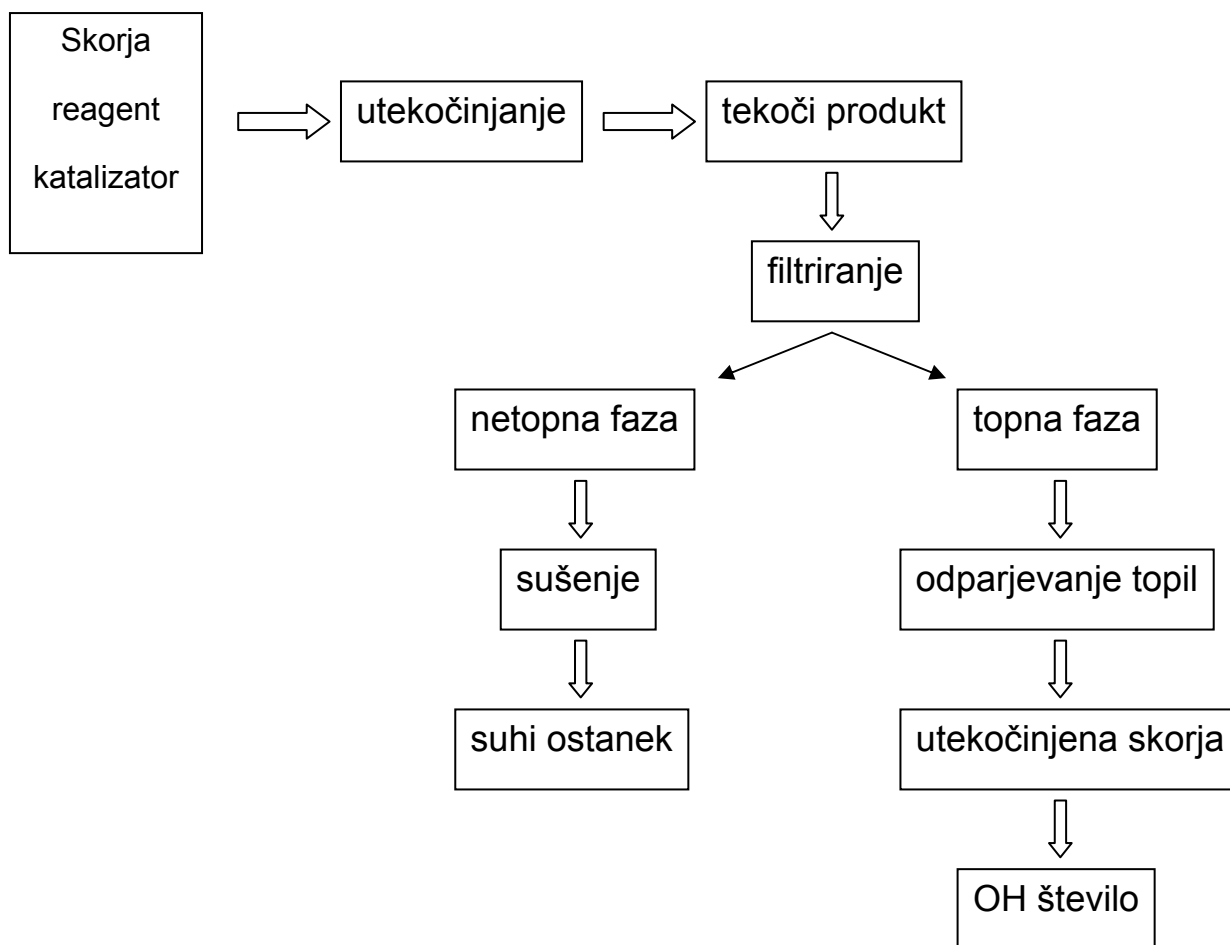 Skorja
reagent
katalizator
utekočinjanje
tekoči produkt
filtriranje
netopna faza
topna faza
sušenje
odparjevanje topil
suhi ostanek
utekočinjena skorja
OH število